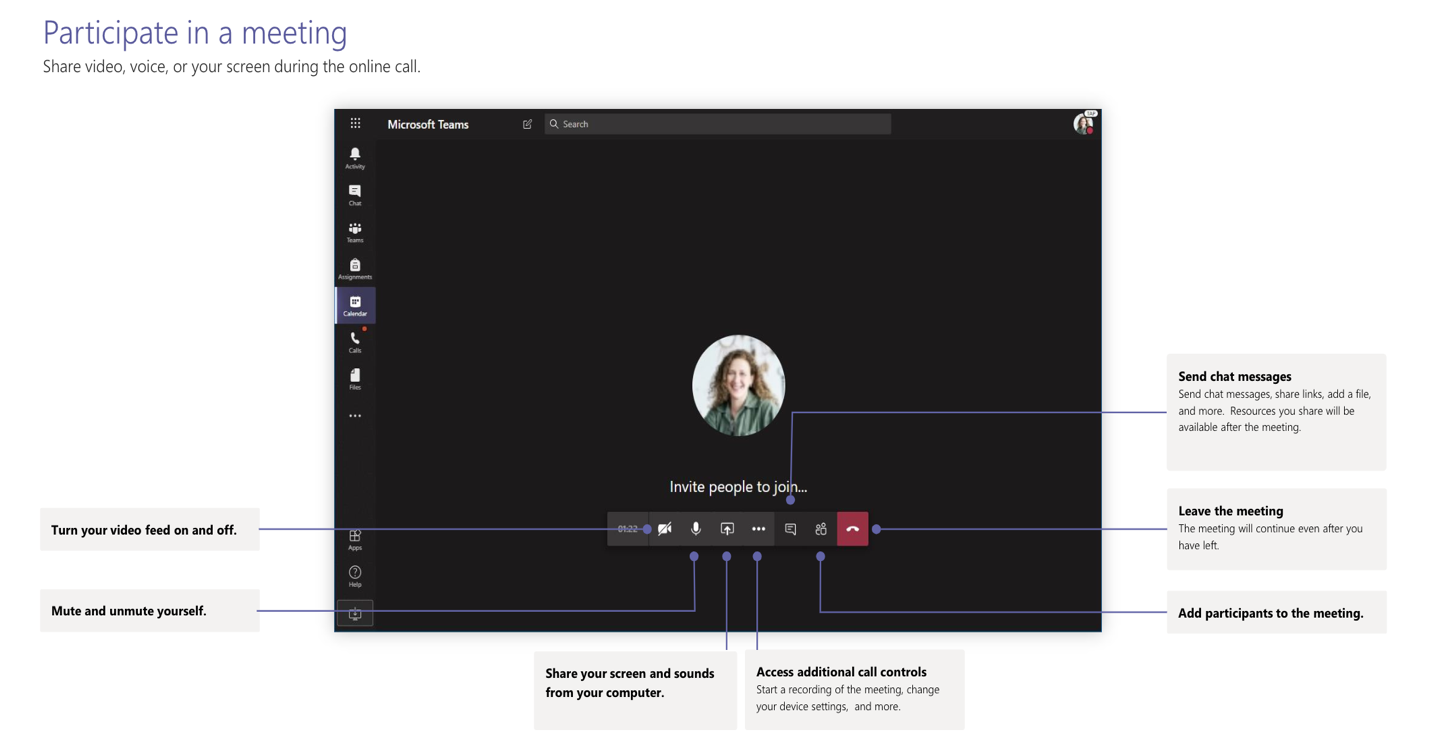 Participate in a meeting
Share video, voice, or your screen during the online call.
Microsoft Teams
Search
Activity
Chat
Teams
Assignments
Calendar
Calls
Files
Invite people to join...
01:22
Apps
Help
Send chat messages
Send chat messages, share links, add a file,
and more.  Resources you share will be
available after the meeting.
Turn your video feed on and off.
Leave the meeting
The meeting will continue even after you
have left.
Mute and unmute yourself.
Add participants to the meeting.
Share your screen and sounds
from your computer.
Access additional call controls
Start a recording of the meeting, change
your device settings,  and more.